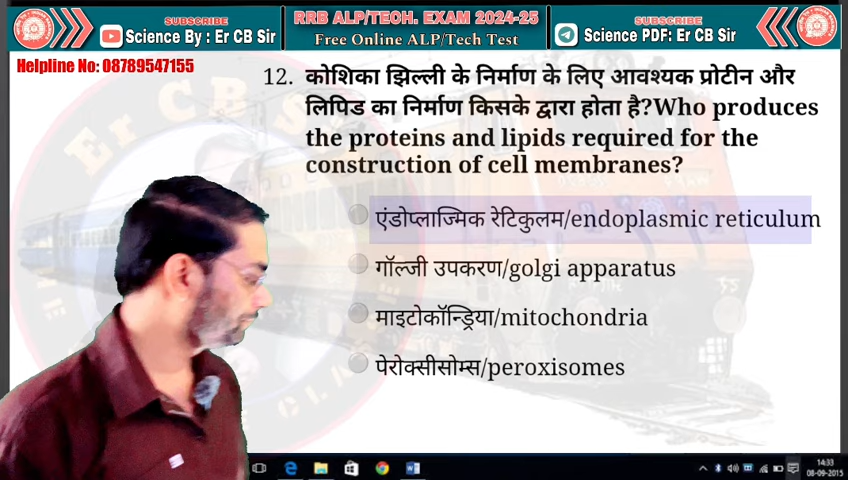 SUBSCRIBE
Science By : Er CB Sir
RRB ALP/TECH. EXAM 2024-25
Free Online ALP/Tech Test
SUBSCRIBE
Science PDF: Er CB Sir
Helpline No: 08789547155
12. कोशिका झिल्ली के निर्माण के लिए आवश्यक प्रोटीन और
लिपिड का निर्माण किसके द्वारा होता है?Who produces
the proteins and lipids required for the
construction of cell membranes?
एंडोप्लाज्मिक रेटिकुलम/endoplasmic reticulum
गॉल्जी उपकरण/golgi apparatus
माइटोकॉन्ड्रिया/mitochondria
पेरोक्सीसोम्स/peroxisomes
14:33
08-09-2015